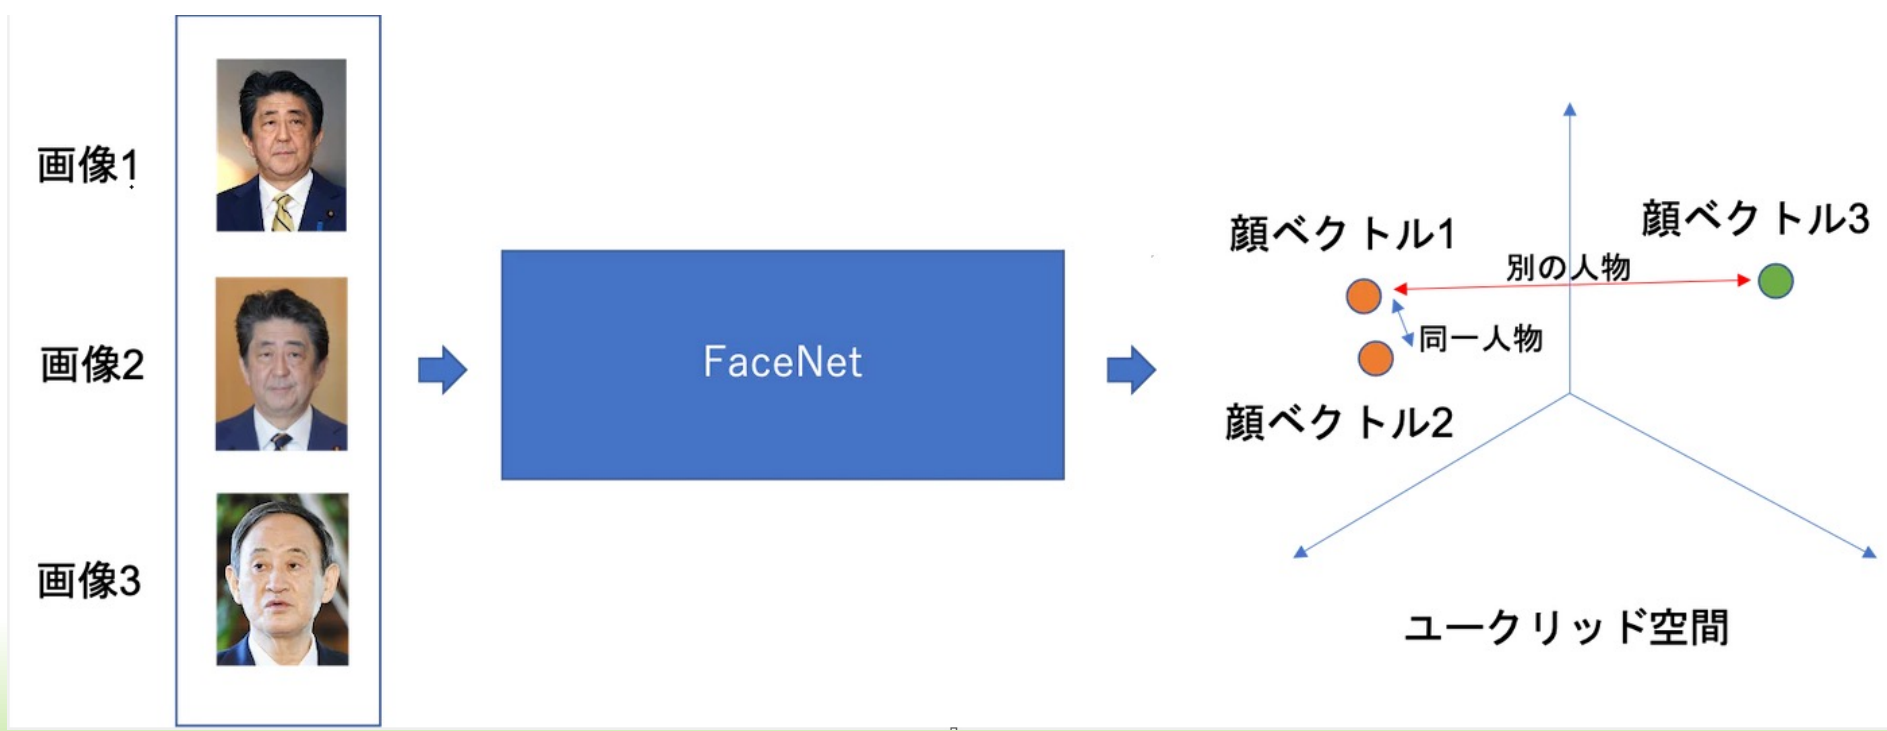 画像1
画像2
画像3
FaceNet
顔ベクトル1
顔ベクトル3
別の人物
同一人物
顔ベクトル2
ユークリッド空間